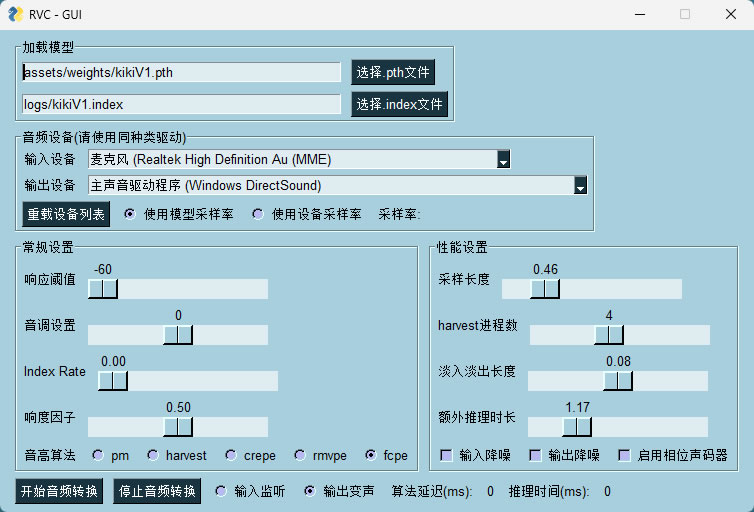 RVC - GUI
加载模型
assets/weights/kikiV1.pth 选择.pth文件
logs/kikiV1.index 选择.index文件
音频设备(请使用同种类驱动)
输入设备 麦克风 (Realtek High Definition Au (MME)
输出设备 主声音驱动程序 (Windows DirectSound)
重载设备列表 使用模型采样率 使用设备采样率 采样率:
常规设置
-60
响应阈值
0
音调设置
0.00
Index Rate
0.50
响度因子
音高算法 pm harvest crepe rmvpe fcpe
性能设置
0.46
采样长度
4
harvest进程数
0.08
淡入淡出长度
1.17
额外推理时长
输入降噪 输出降噪 启用相位声码器
开始音频转换 停止音频转换 输入监听 输出变声 算法延迟(ms): 0 推理时间(ms): 0